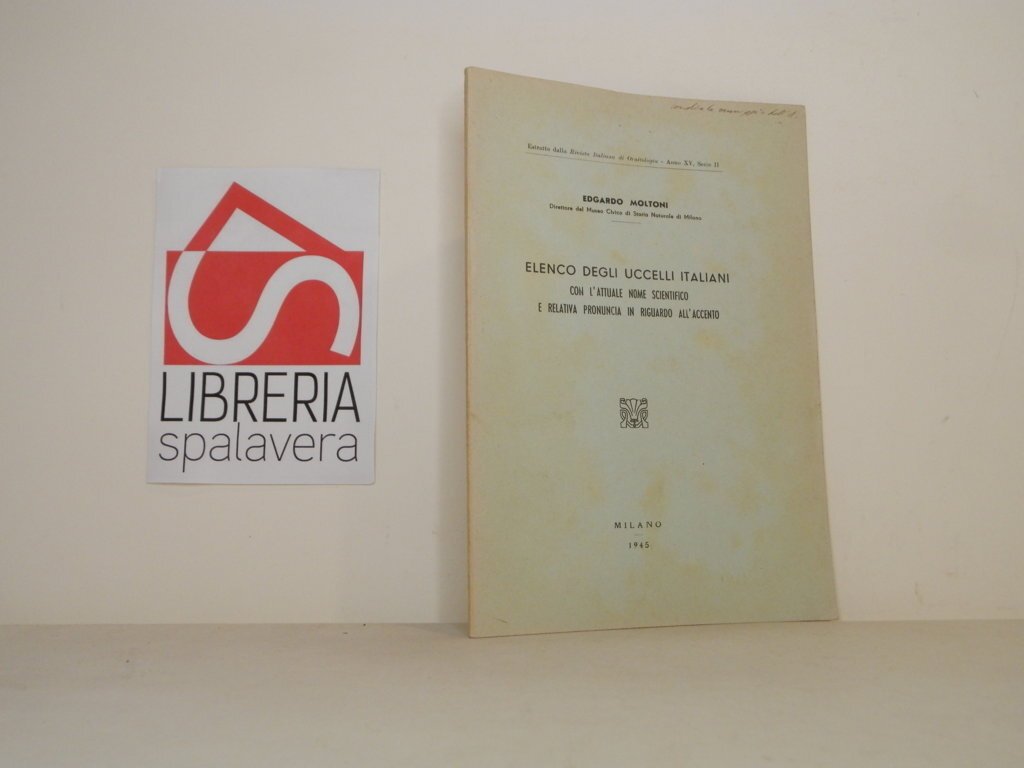 LIBRERIA
spalavera
Estratto dalla Rivista Italiana di Ornitologia - Anno XV, Serie II
EDGARDO MOLTONI
Direttore del Museo Civico di Storia Naturale di Milano
ELENCO DEGLI UCCELLI ITALIANI
CON L'ATTUALE NOME SCIENTIFICO
E RELATIVA PRONUNCIA IN RIGUARDO ALL'ACCENTO
MILANO
1945